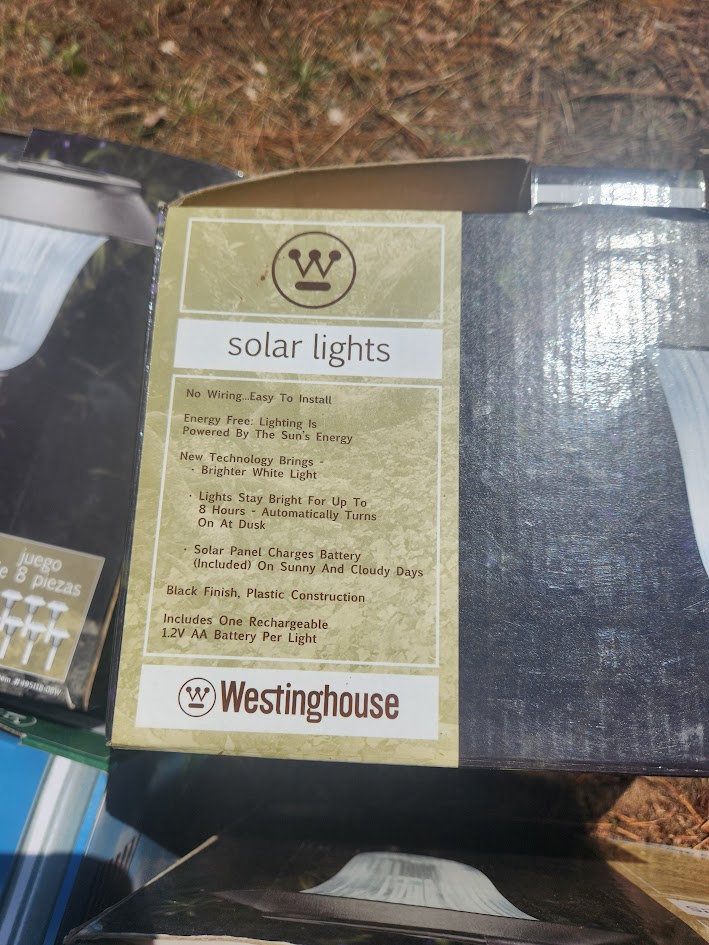 solar lights
No Wiring...Easy To Install
Energy Free: Lighting Is
Powered By The Sun's Energy
New Technology Brings -
· Brighter White Light
· Lights Stay Bright For Up To
8 Hours - Automatically Turns
On At Dusk
· Solar Panel Charges Battery
(Included) On Sunny And Cloudy Days
Black Finish, Plastic Construction
Includes One Rechargeable
1.2V AA Battery Per Light
Westinghouse
juego
de 8 piezas